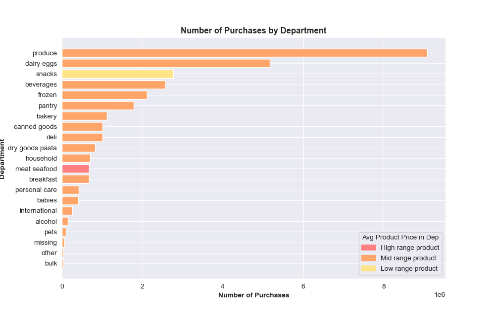 Number of Purchases by Department
produce
dairy eggs
snacks
beverages
frozen
pantry
bakery
canned goods
deli
dry goods pasta
household
meat seafood
breakfast
personal care
babies
international
alcohol
pets
missing
other
bulk
Department
Avg Product Price in Dep
High range product
Mid range product
Low range product
0 2 4 6 8
1e6
Number of Purchases